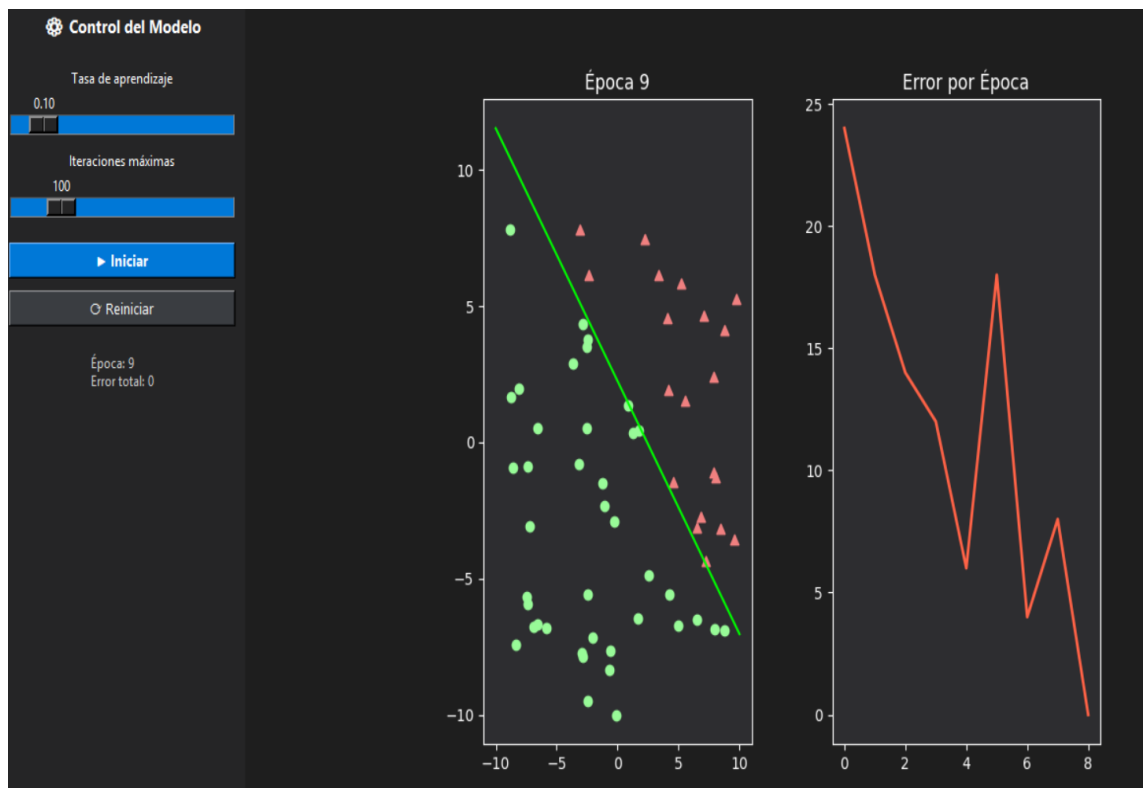 Control del Modelo
Tasa de aprendizaje
0.10
Iteraciones máximas
100
Iniciar
Reiniciar
Época: 9
Error total: 0
Época 9
10
5
0
−5
−10
−10 −5 0 5 10
Error por Época
25
20
15
10
5
0
0 2 4 6 8